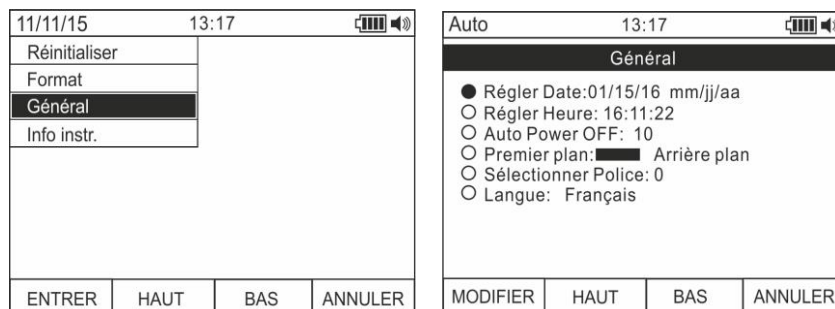 11/11/15 13:17
Réinitialiser
Format
Général
Info instr.
ENTRER HAUT BAS ANNULER
Auto 13:17
Général
Régler Date:01/15/16 mm/jj/aa
Régler Heure: 16:11:22
Auto Power OFF: 10
Premier plan: Arrière plan
Sélectionner Police: 0
Langue: Français
MODIFIER HAUT BAS ANNULER